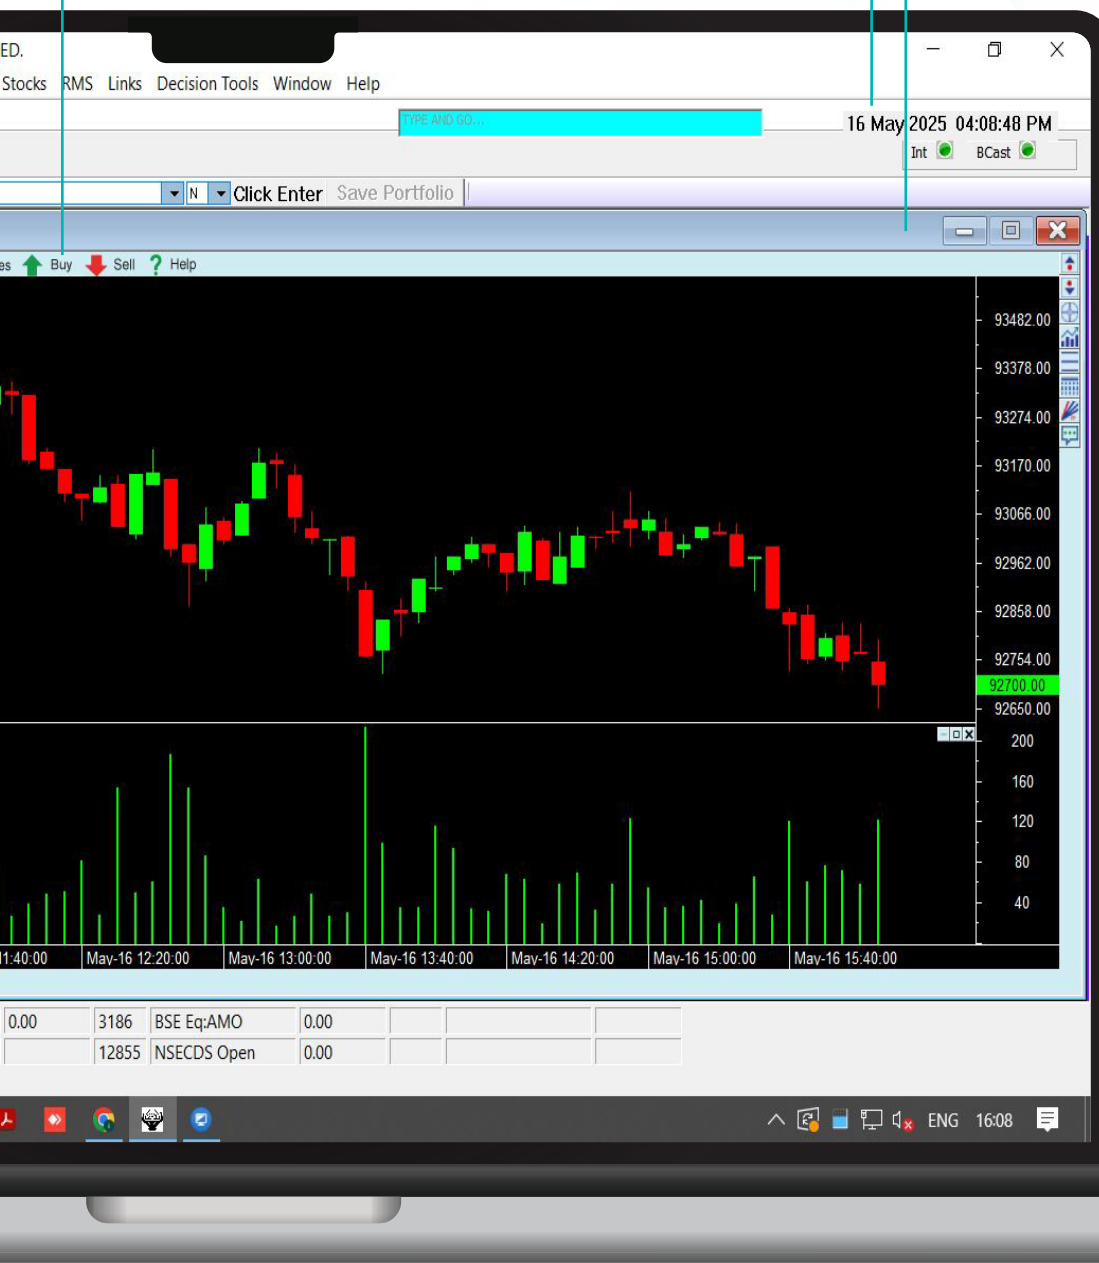 ED.
Stocks RMS Links Decision Tools Window Help
TYPE AND GO...
16 May 2025 04:08:48 PM
Int BCast
N Click Enter Save Portfolio
es Buy Sell ? Help
93482.00
93378.00
93274.00
93170.00
93066.00
92962.00
92858.00
92754.00
92700.00
92650.00
200
160
120
80
40
11:40:00 May-16 12:20:00 May-16 13:00:00 May-16 13:40:00 May-16 14:20:00 May-16 15:00:00 May-16 15:40:00
0.00 3186 BSE Eq:AMO 0.00
12855 NSECDS Open 0.00
ENG 16:08